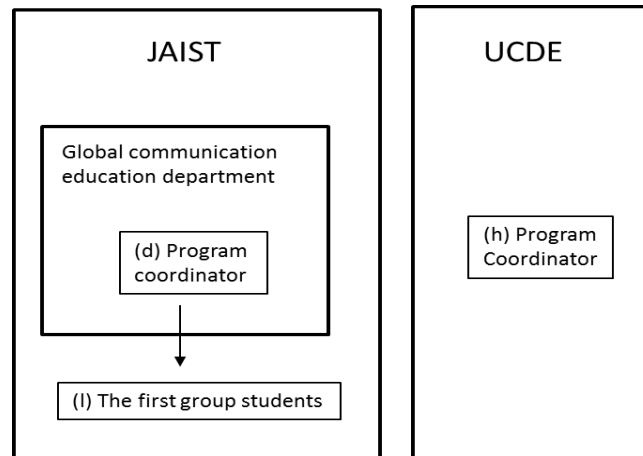 JAIST
Global communication
education department
(d) Program
coordinator
(l) The first group students
UCDE
(h) Program
Coordinator